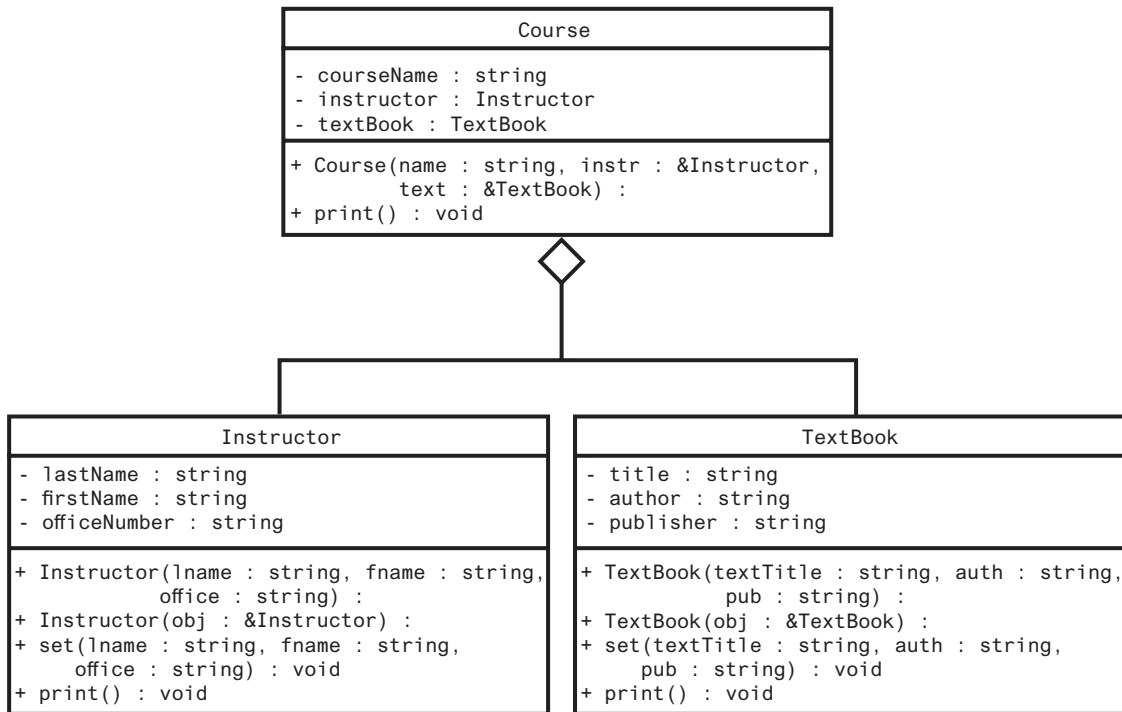 Course
- courseName : string
- instructor : Instructor
- textBook : TextBook
+ Course(name : string, instr : &Instructor,
text : &TextBook) :
+ print() : void
Instructor
- lastName : string
- firstName : string
- officeNumber : string
+ Instructor(lname : string, fname : string,
office : string) :
+ Instructor(obj : &Instructor) :
+ set(lname : string, fname : string,
office : string) : void
+ print() : void
TextBook
- title : string
- author : string
- publisher : string
+ TextBook(textTitle : string, auth : string,
pub : string) :
+ TextBook(obj : &TextBook) :
+ set(textTitle : string, auth : string,
pub : string) : void
+ print() : void